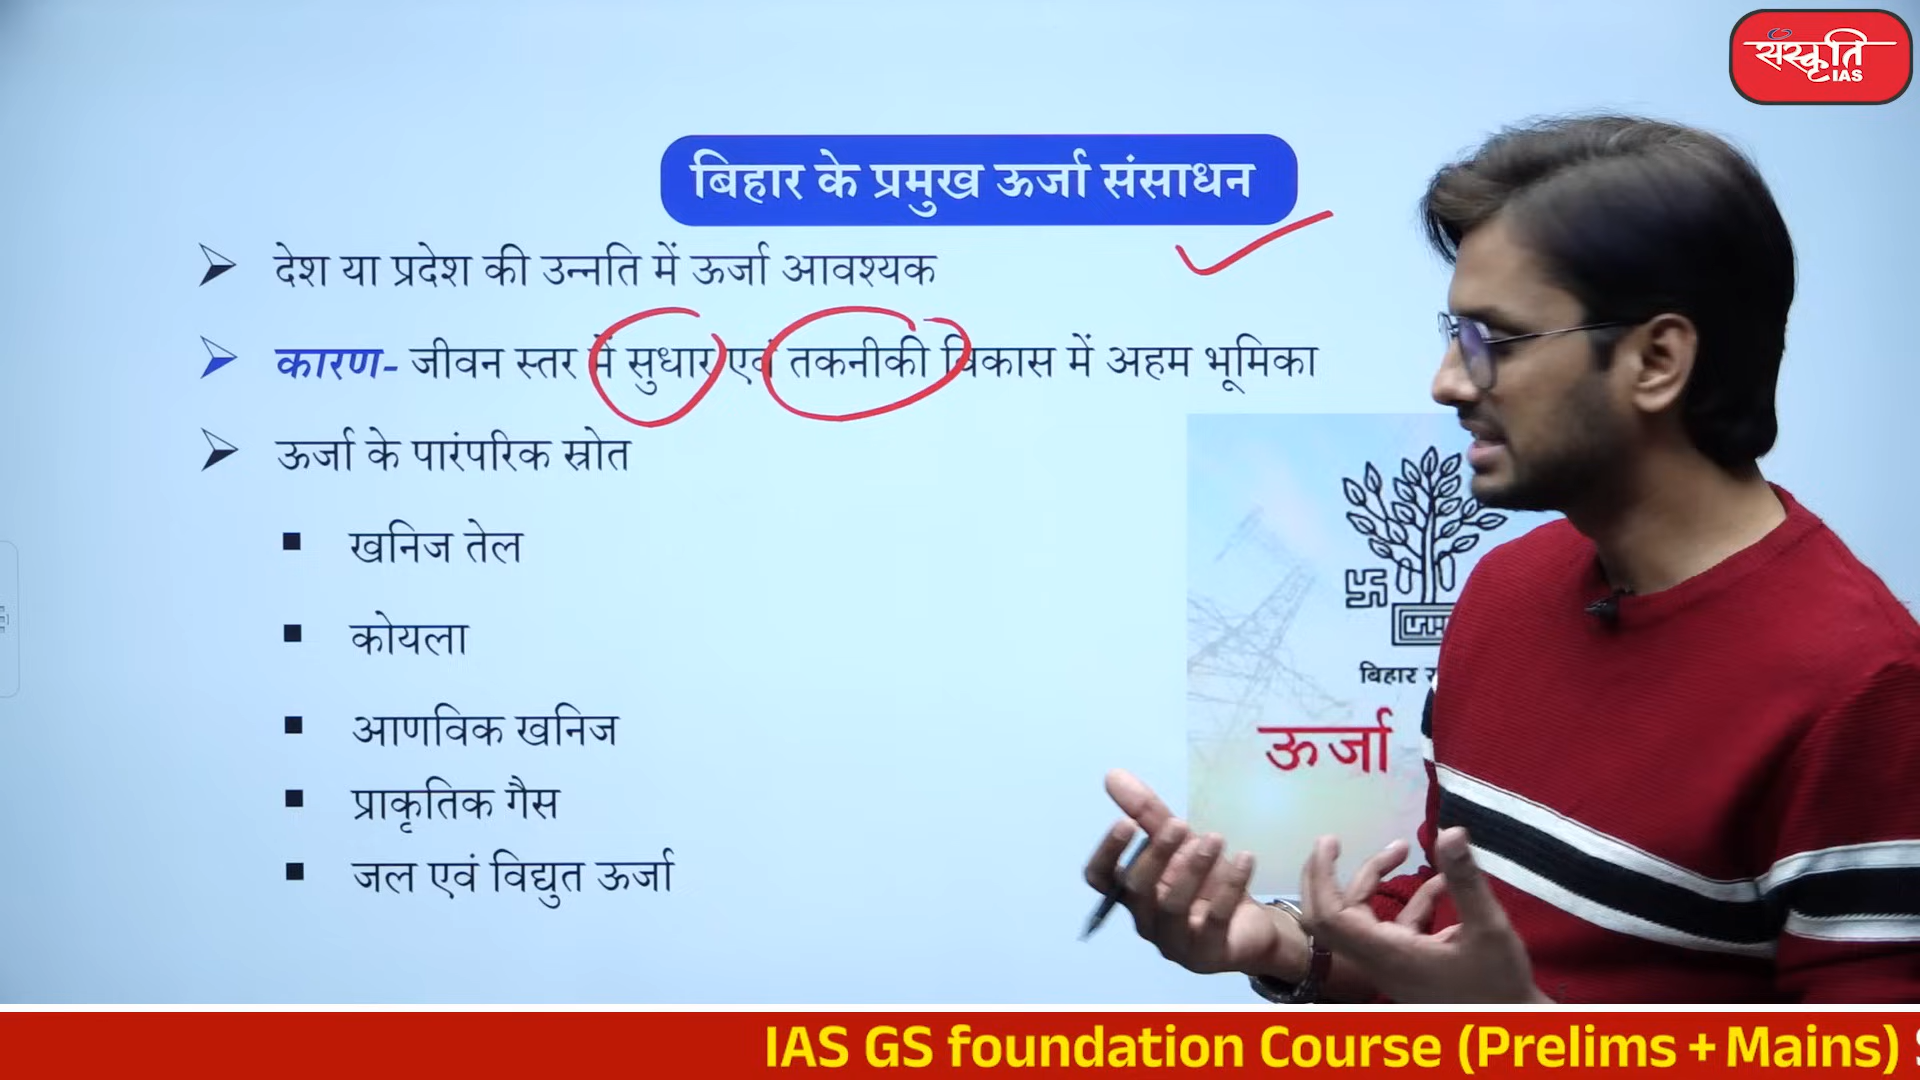 संस्कृति
IAS
बिहार के प्रमुख ऊर्जा संसाधन
देश या प्रदेश की उन्नति में ऊर्जा आवश्यक
कारण- जीवन स्तर में सुधार एवं तकनीकी विकास में अहम भूमिका
ऊर्जा के पारंपरिक स्रोत
खनिज तेल
कोयला
आणविक खनिज
प्राकृतिक गैस
जल एवं विद्युत ऊर्जा
बिहार
ऊर्जा
IAS GS foundation Course (Prelims + Mains)